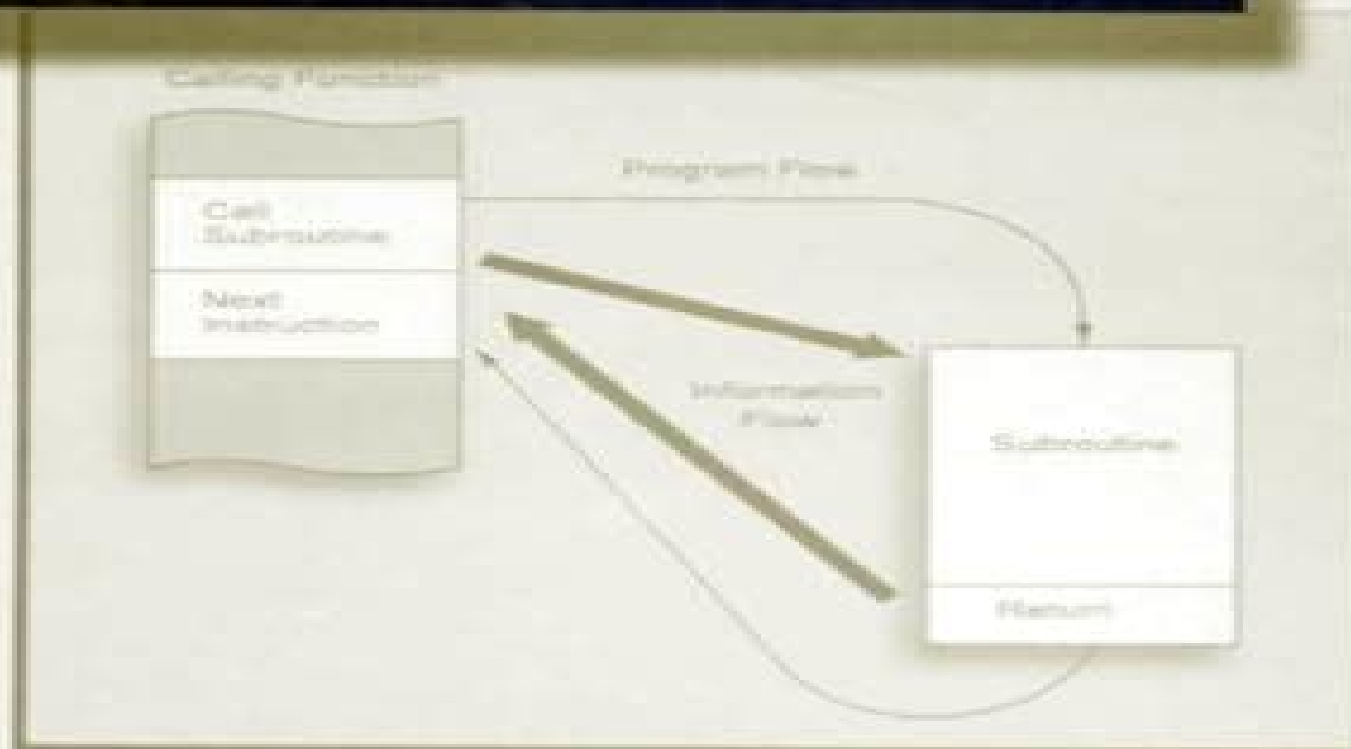 Calling Function
Program Flow
Call
Subroutine
Next
Instruction
Information
Flow
Subroutine
Return